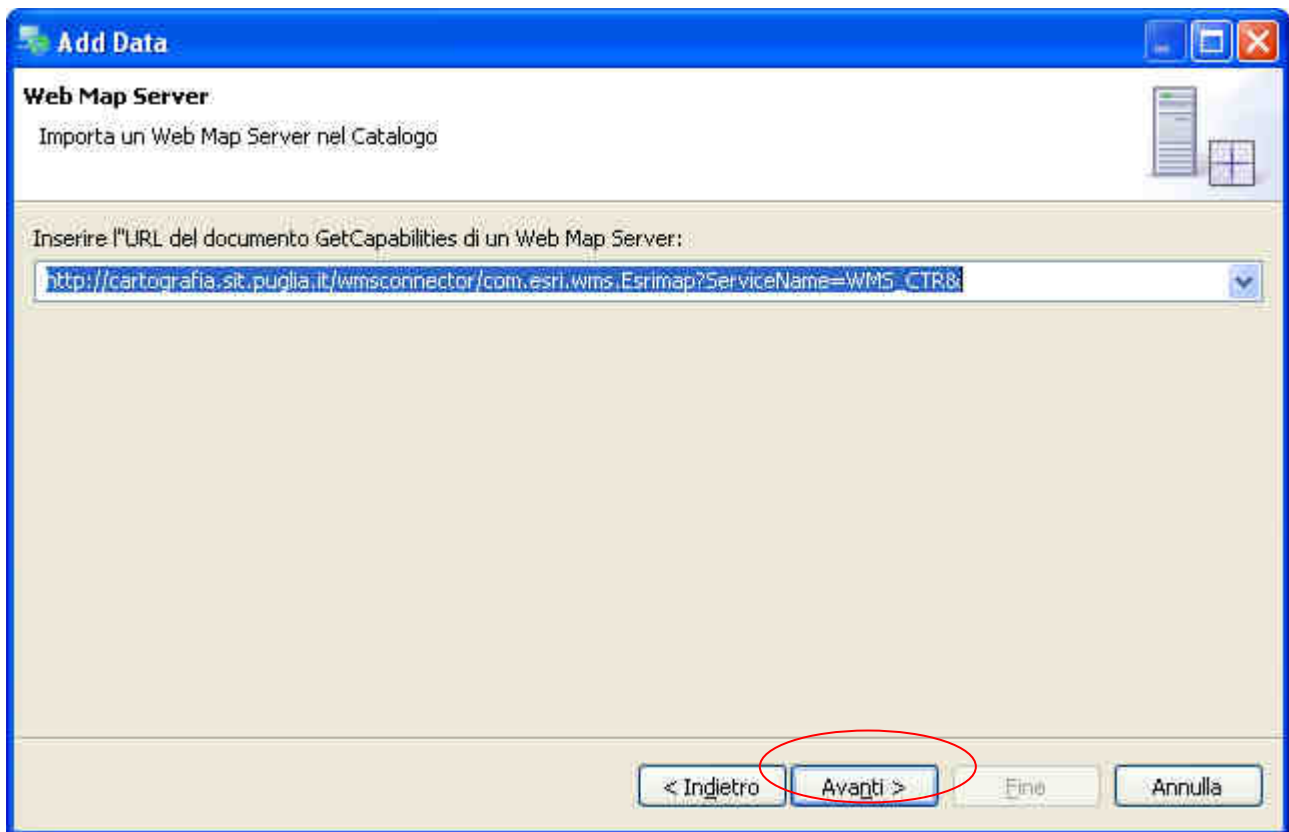 Add Data
Web Map Server
Importa un Web Map Server nel Catalogo
Inserire l"URL del documento GetCapabilities di un Web Map Server:
http://cartografia.sit.puglia.it/wmsconnector/com.esri.wms.Esrimap?ServiceName=WMS_CTR&
< Indietro Avanti > Fine Annulla